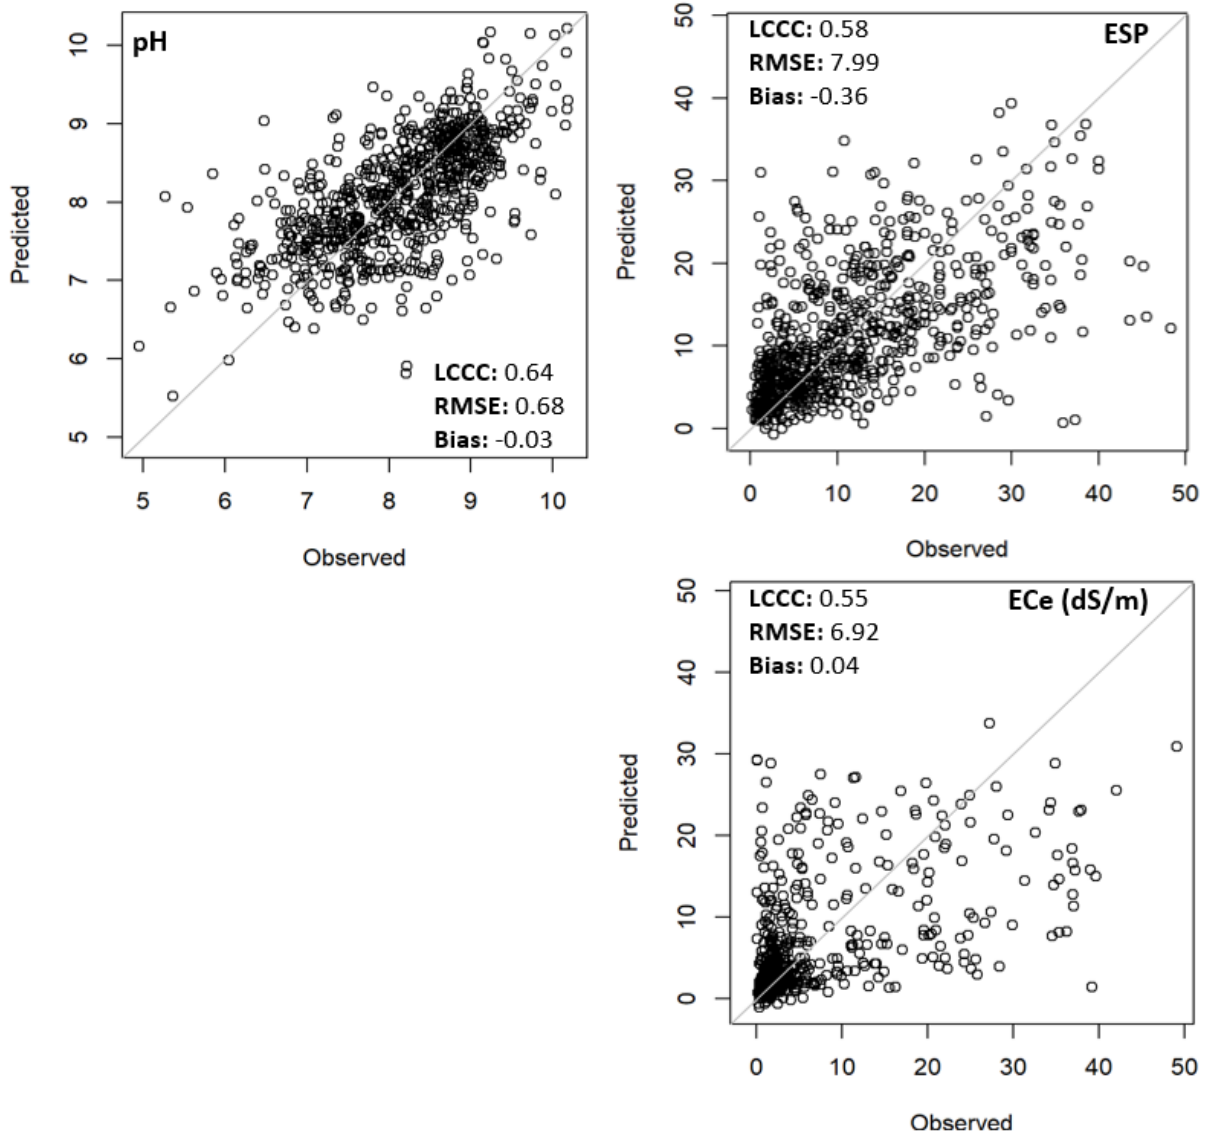 pH
10
9
8
7
6
5
Predicted
LCCC: 0.64
RMSE: 0.68
Bias: -0.03
5 6 7 8 9 10
Observed
LCCC: 0.58
RMSE: 7.99
Bias: -0.36
ESP
50
40
30
20
10
0
Predicted
0 10 20 30 40 50
Observed
LCCC: 0.55
RMSE: 6.92
Bias: 0.04
ECe (dS/m)
50
40
30
20
10
0
Predicted
0 10 20 30 40 50
Observed